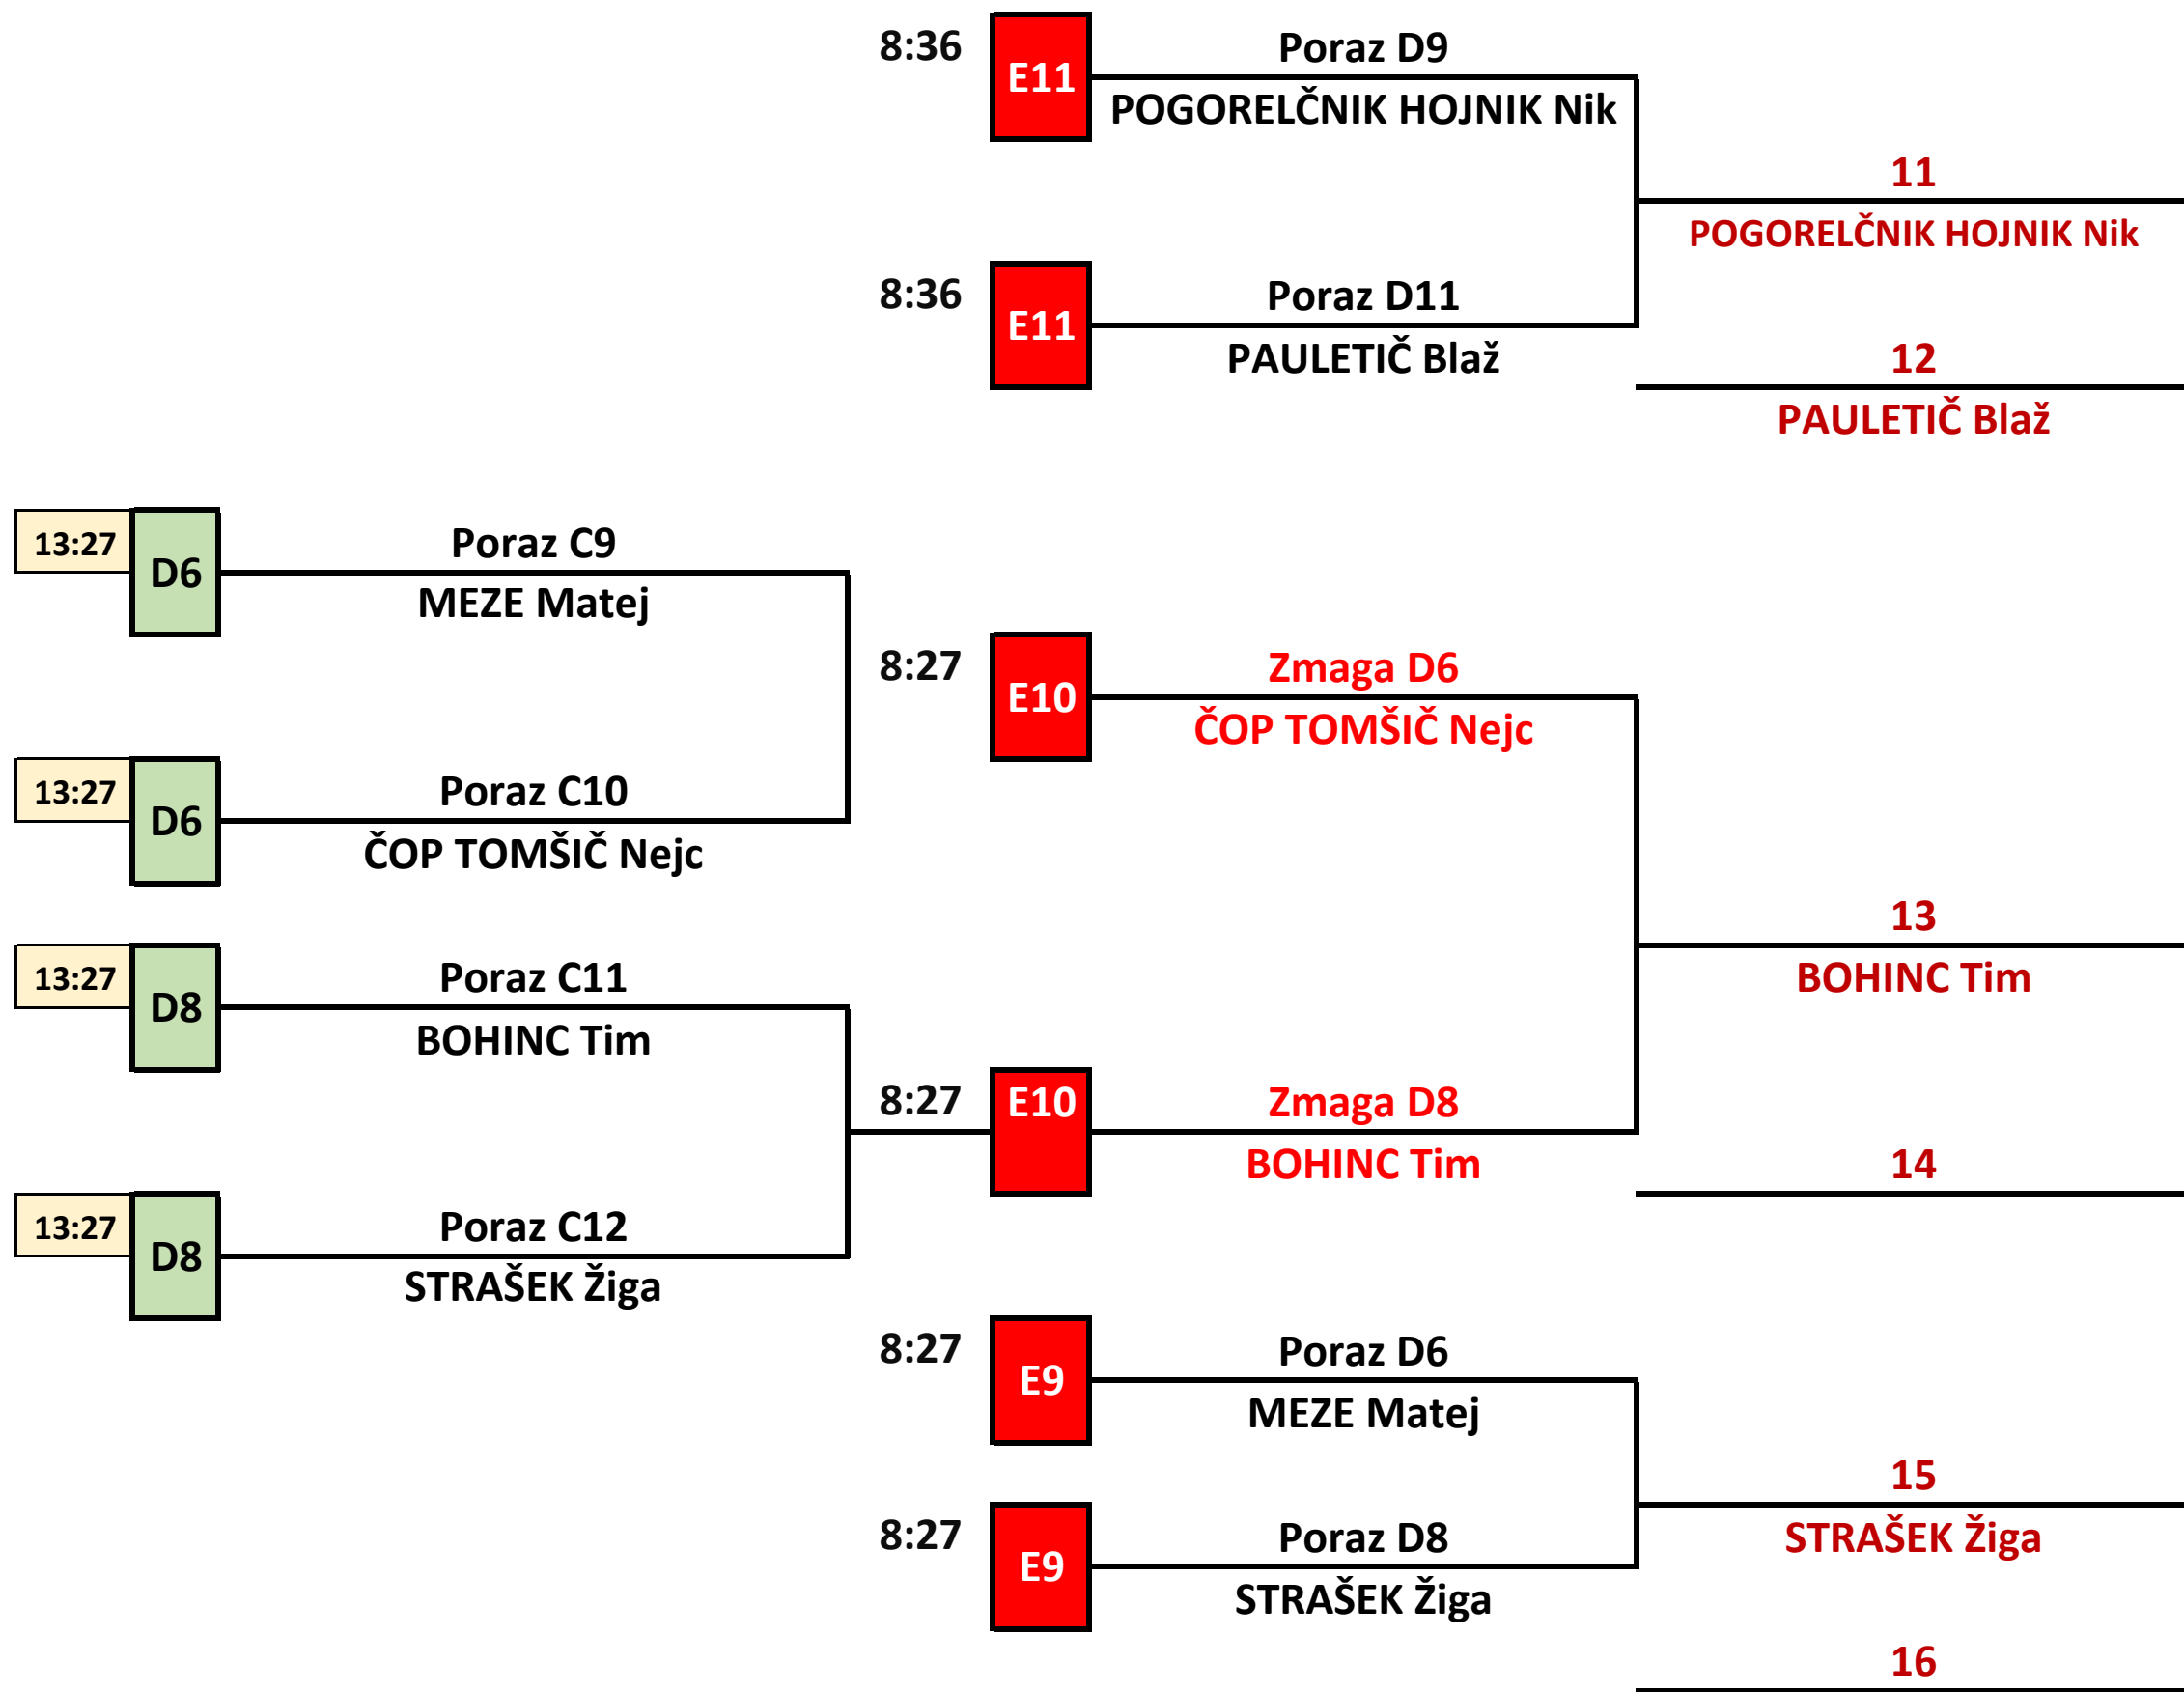 8:36
E11
Poraz D9
POGORELČNIK HOJNIK Nik
11
POGORELČNIK HOJNIK Nik
8:36
E11
Poraz D11
PAULETIČ Blaž
12
PAULETIČ Blaž
13:27
D6
Poraz C9
MEZE Matej
8:27
E10
Zmaga D6
ČOP TOMŠIČ Nejc
13:27
D6
Poraz C10
ČOP TOMŠIČ Nejc
13
BOHINC Tim
13:27
D8
Poraz C11
BOHINC Tim
8:27
E10
Zmaga D8
BOHINC Tim
14
13:27
D8
Poraz C12
STRAŠEK Žiga
8:27
E9
Poraz D6
MEZE Matej
15
STRAŠEK Žiga
8:27
E9
Poraz D8
STRAŠEK Žiga
16